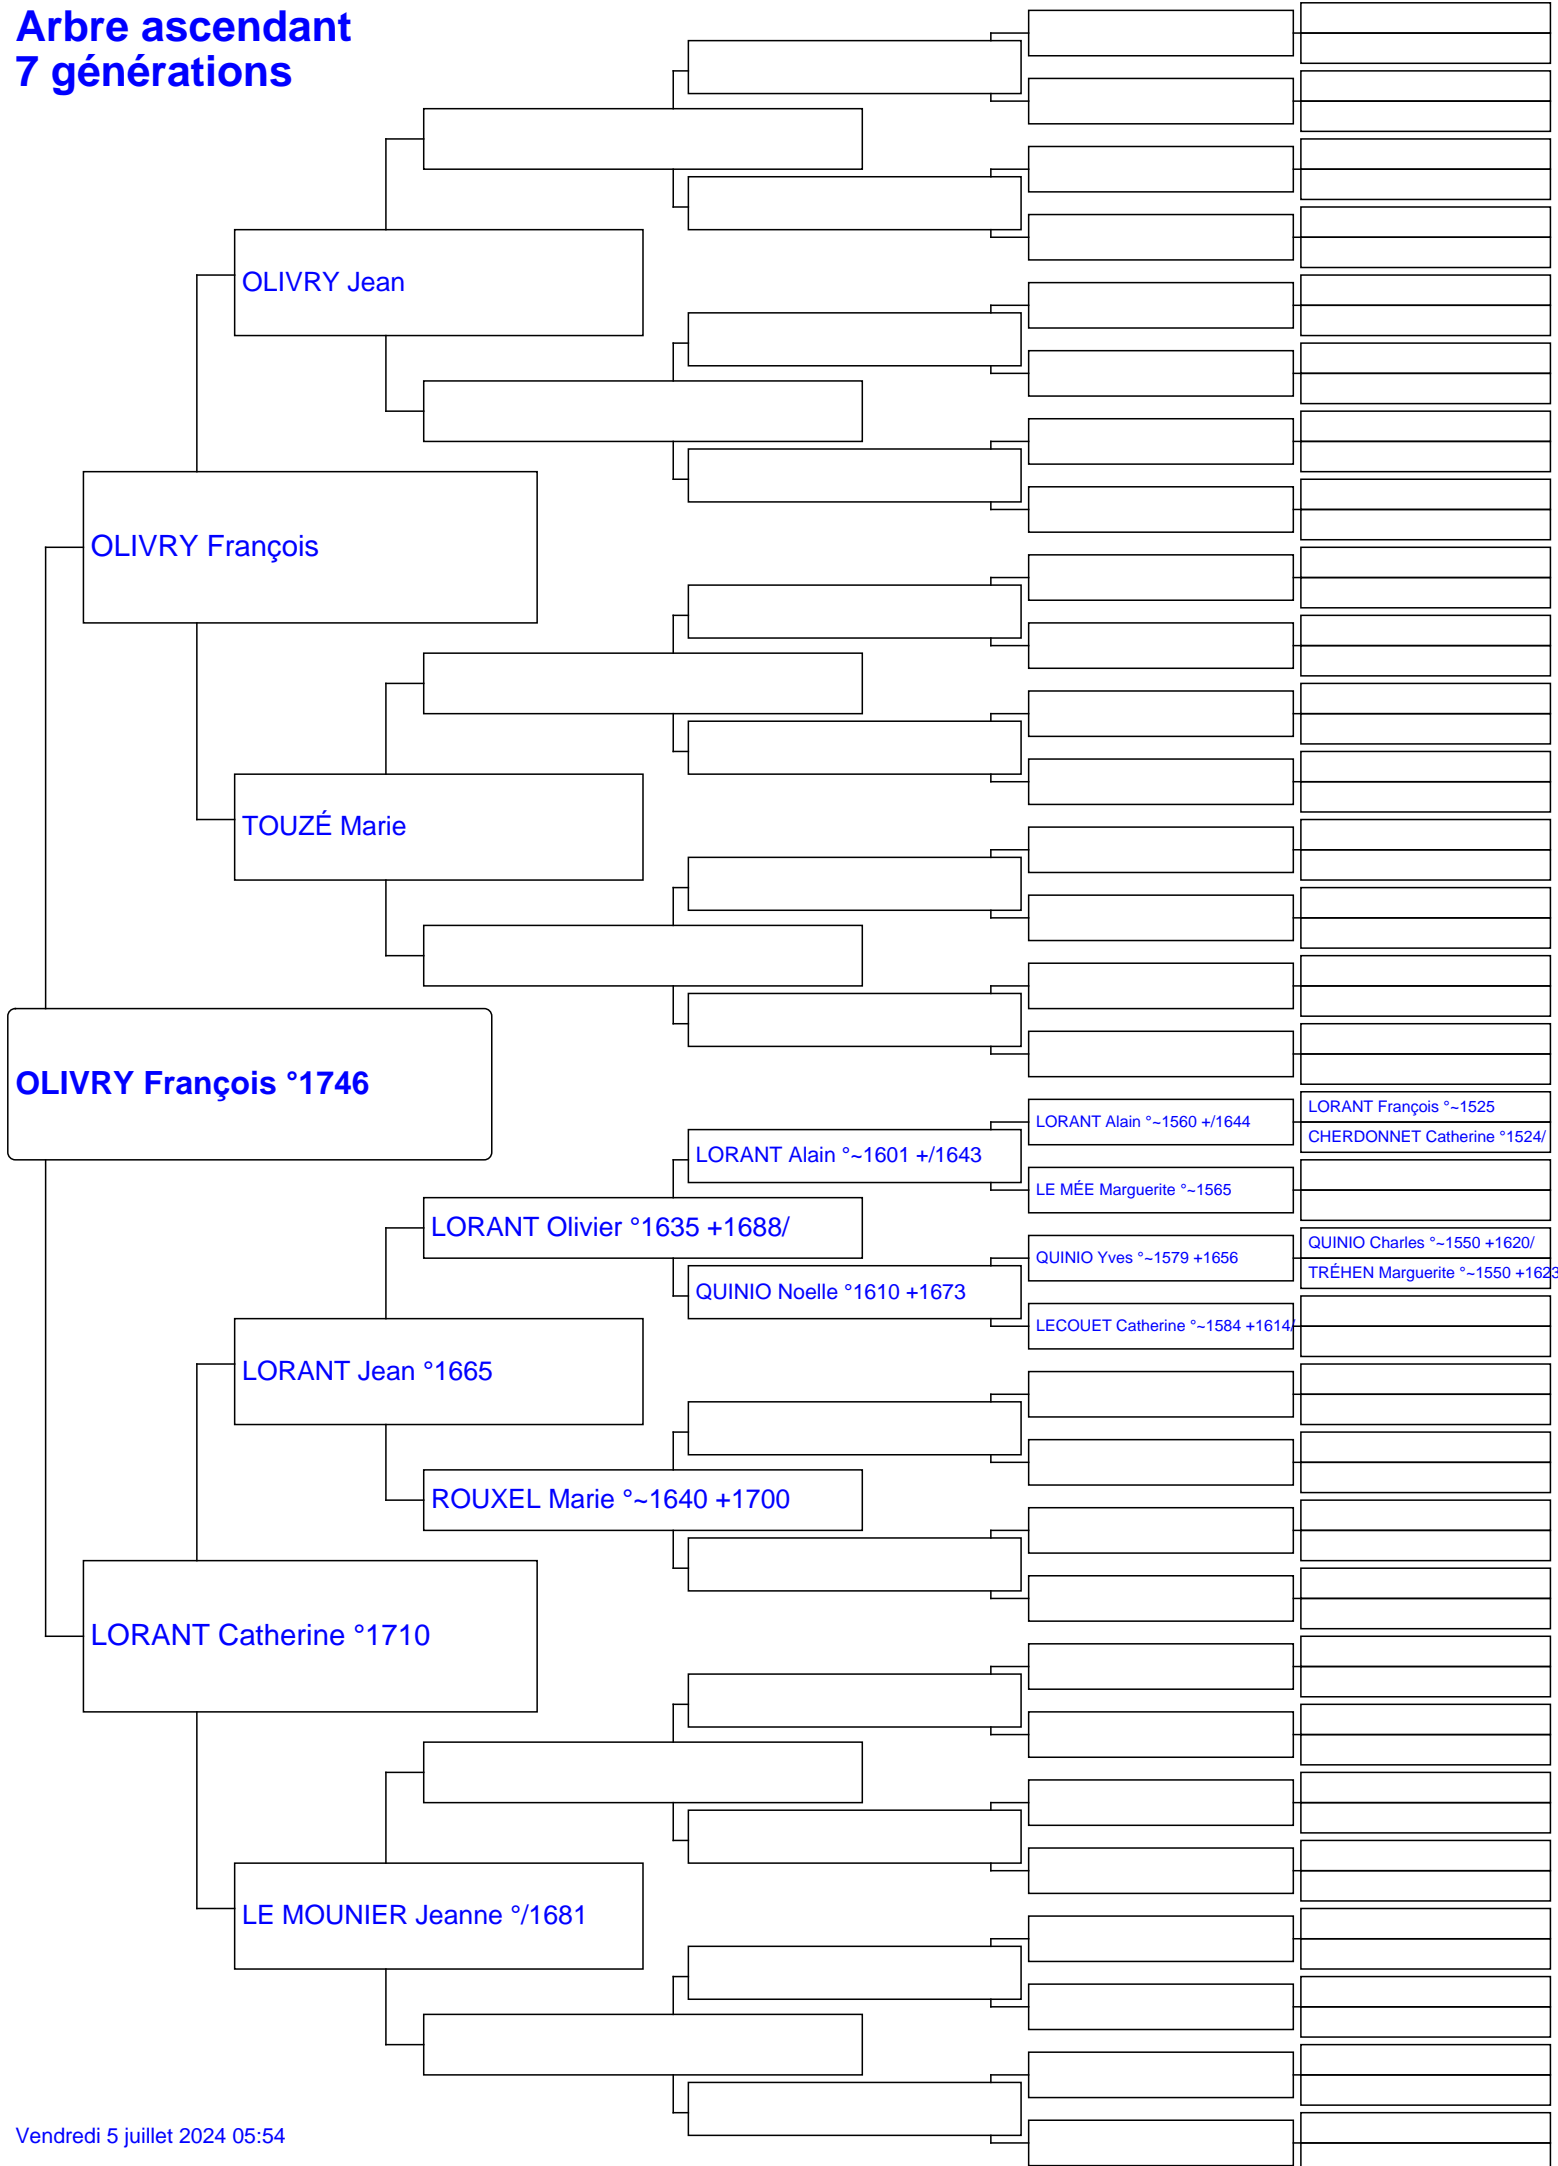 Arbre ascendant
7 générations
OLIVRY Jean
OLIVRY François
TOUZÉ Marie
OLIVRY François °1746
LORANT François °~1525
LORANT Alain °~1560 +/1644
CHERDONNET Catherine °1524/
LORANT Alain °~1601 +/1643
LE MÉE Marguerite °~1565
LORANT Olivier °1635 +1688/
QUINIO Charles °~1550 +1620/
QUINIO Yves °~1579 +1656
TRÉHEN Marguerite °~1550 +1623
QUINIO Noelle °1610 +1673
LECOUET Catherine °~1584 +1614/
LORANT Jean °1665
ROUXEL Marie °~1640 +1700
LORANT Catherine °1710
LE MOUNIER Jeanne °/1681
Vendredi 5 juillet 2024 05:54